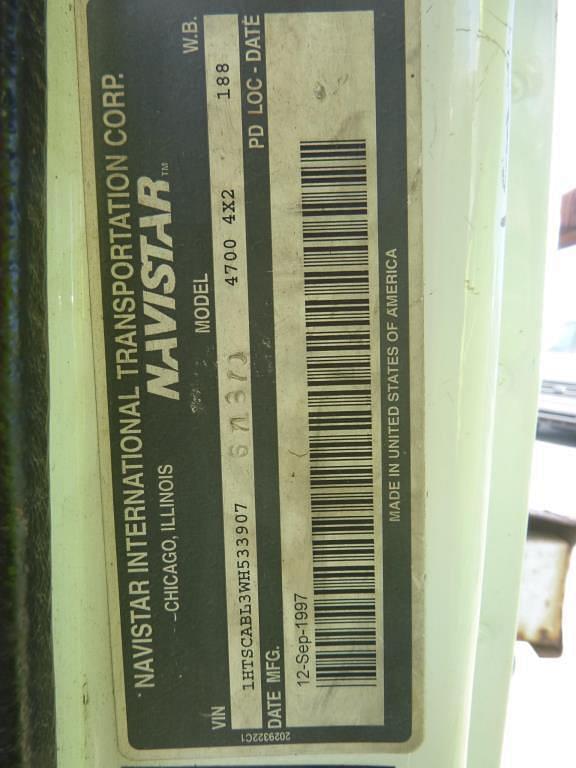 NAVISTAR INTERNATIONAL TRANSPORTATION CORP.
CHICAGO, ILLINOIS
NAVISTAR™
VIN MODEL W.B.
1HTSCABL3WH533907 4700 4X2 188
DATE MFG. PD LOC - DATE
12-Sep-1997
MADE IN UNITED STATES OF AMERICA
2029322C1